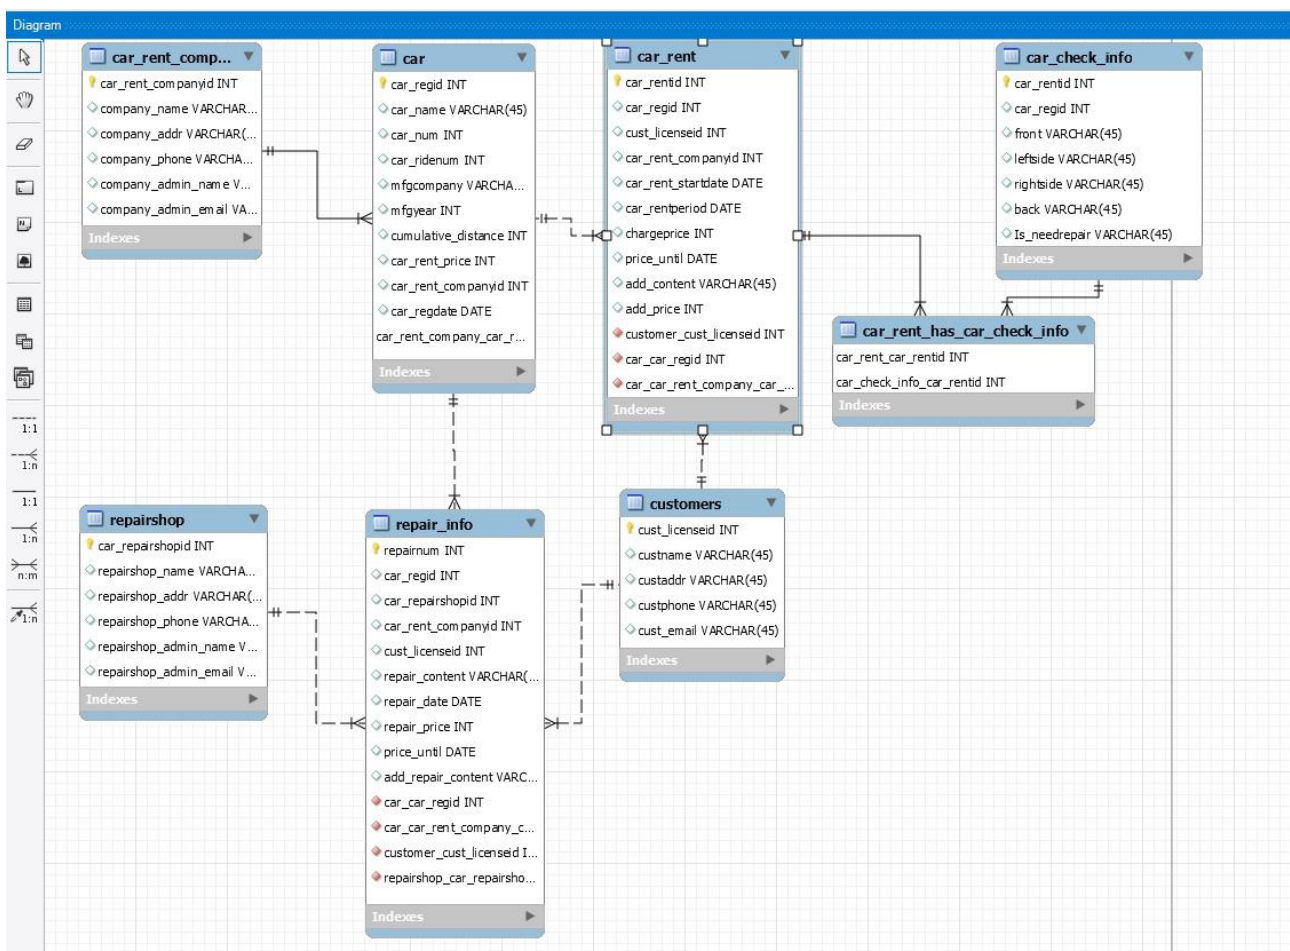 Diagram
car_rent_comp...
car_rent_companyid INT
company_name VARCHAR...
company_addr VARCHAR(...
company_phone VARCHA...
company_admin_name V...
company_admin_email VA...
Indexes
car
car_regid INT
car_name VARCHAR(45)
car_num INT
car_ridenum INT
mfgcompany VARCHA...
mfgyear INT
cumulative_distance INT
car_rent_price INT
car_rent_companyid INT
car_regdate DATE
car_rent_company_car_r...
Indexes
car_rent
car_rentid INT
car_regid INT
cust_licenseid INT
car_rent_companyid INT
car_rent_startdate DATE
car_rentperiod DATE
chargeprice INT
price_until DATE
add_content VARCHAR(45)
add_price INT
customer_cust_licenseid INT
car_car_regid INT
car_car_rent_company_car_...
Indexes
car_check_info
car_rentid INT
car_regid INT
front VARCHAR(45)
leftside VARCHAR(45)
rightside VARCHAR(45)
back VARCHAR(45)
Is_needrepair VARCHAR(45)
Indexes
car_rent_has_car_check_info
car_rent_car_rentid INT
car_check_info_car_rentid INT
Indexes
1:1
1:n
1:1
1:n
n:m
1:n
repairshop
car_repairshopid INT
repairshop_name VARCHA...
repairshop_addr VARCHAR(...
repairshop_phone VARCHA...
repairshop_admin_name V...
repairshop_admin_email V...
Indexes
repair_info
repairnum INT
car_regid INT
car_repairshopid INT
car_rent_companyid INT
cust_licenseid INT
repair_content VARCHAR(...
repair_date DATE
repair_price INT
price_until DATE
add_repair_content VARC...
car_car_regid INT
car_car_rent_company_c...
customer_cust_licenseid I...
repairshop_car_repairsho...
Indexes
customers
cust_licenseid INT
custname VARCHAR(45)
custaddr VARCHAR(45)
custphone VARCHAR(45)
cust_email VARCHAR(45)
Indexes